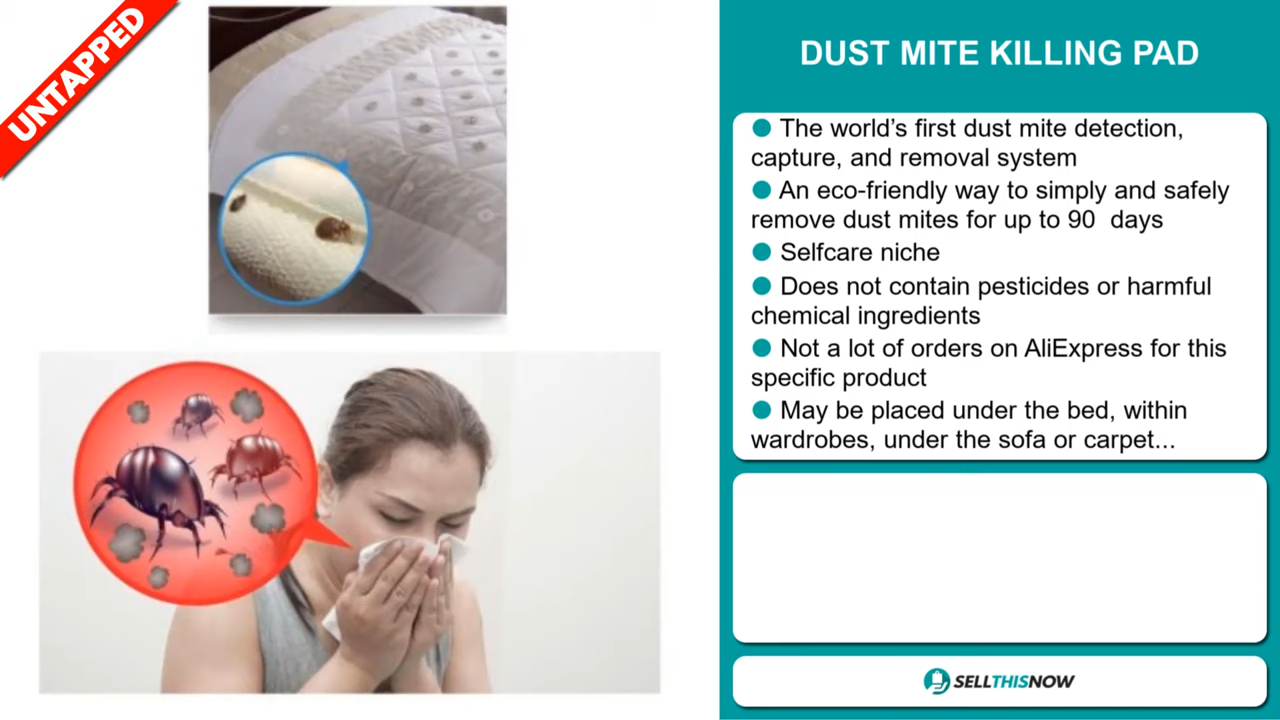 UNTAPPED
DUST MITE KILLING PAD
● The world's first dust mite detection,
capture, and removal system
● An eco-friendly way to simply and safely
remove dust mites for up to 90 days
● Selfcare niche
● Does not contain pesticides or harmful
chemical ingredients
● Not a lot of orders on AliExpress for this
specific product
● May be placed under the bed, within
wardrobes, under the sofa or carpet...
SELLTHISNOW